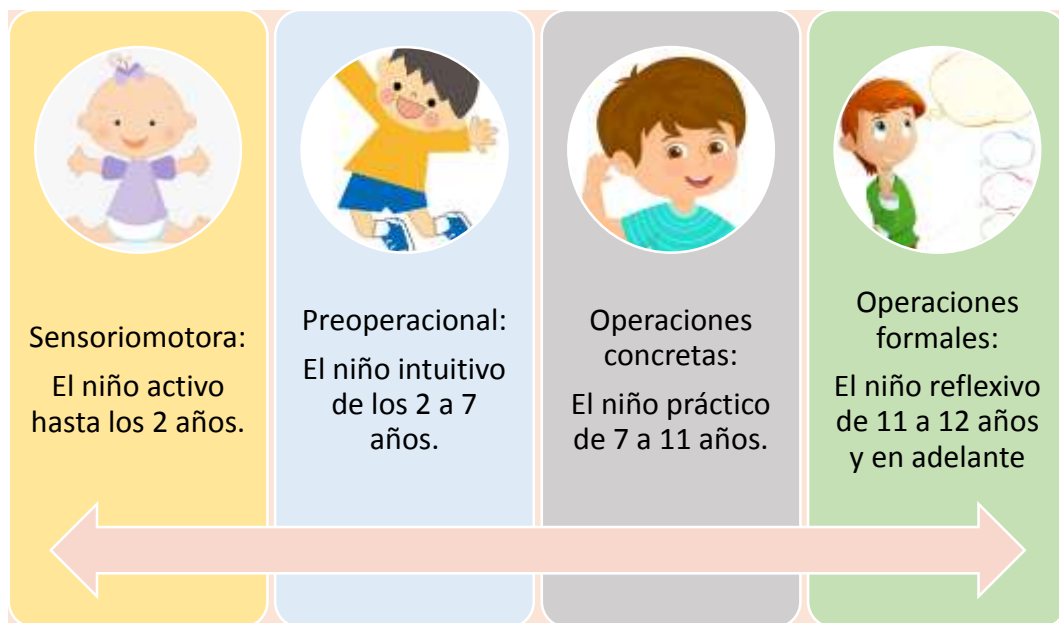 Sensoriomotora:
El niño activo
hasta los 2 años.
Preoperacional:
El niño intuitivo
de los 2 a 7
años.
Operaciones
concretas:
El niño práctico
de 7 a 11 años.
Operaciones
formales:
El niño reflexivo
de 11 a 12 años
y en adelante